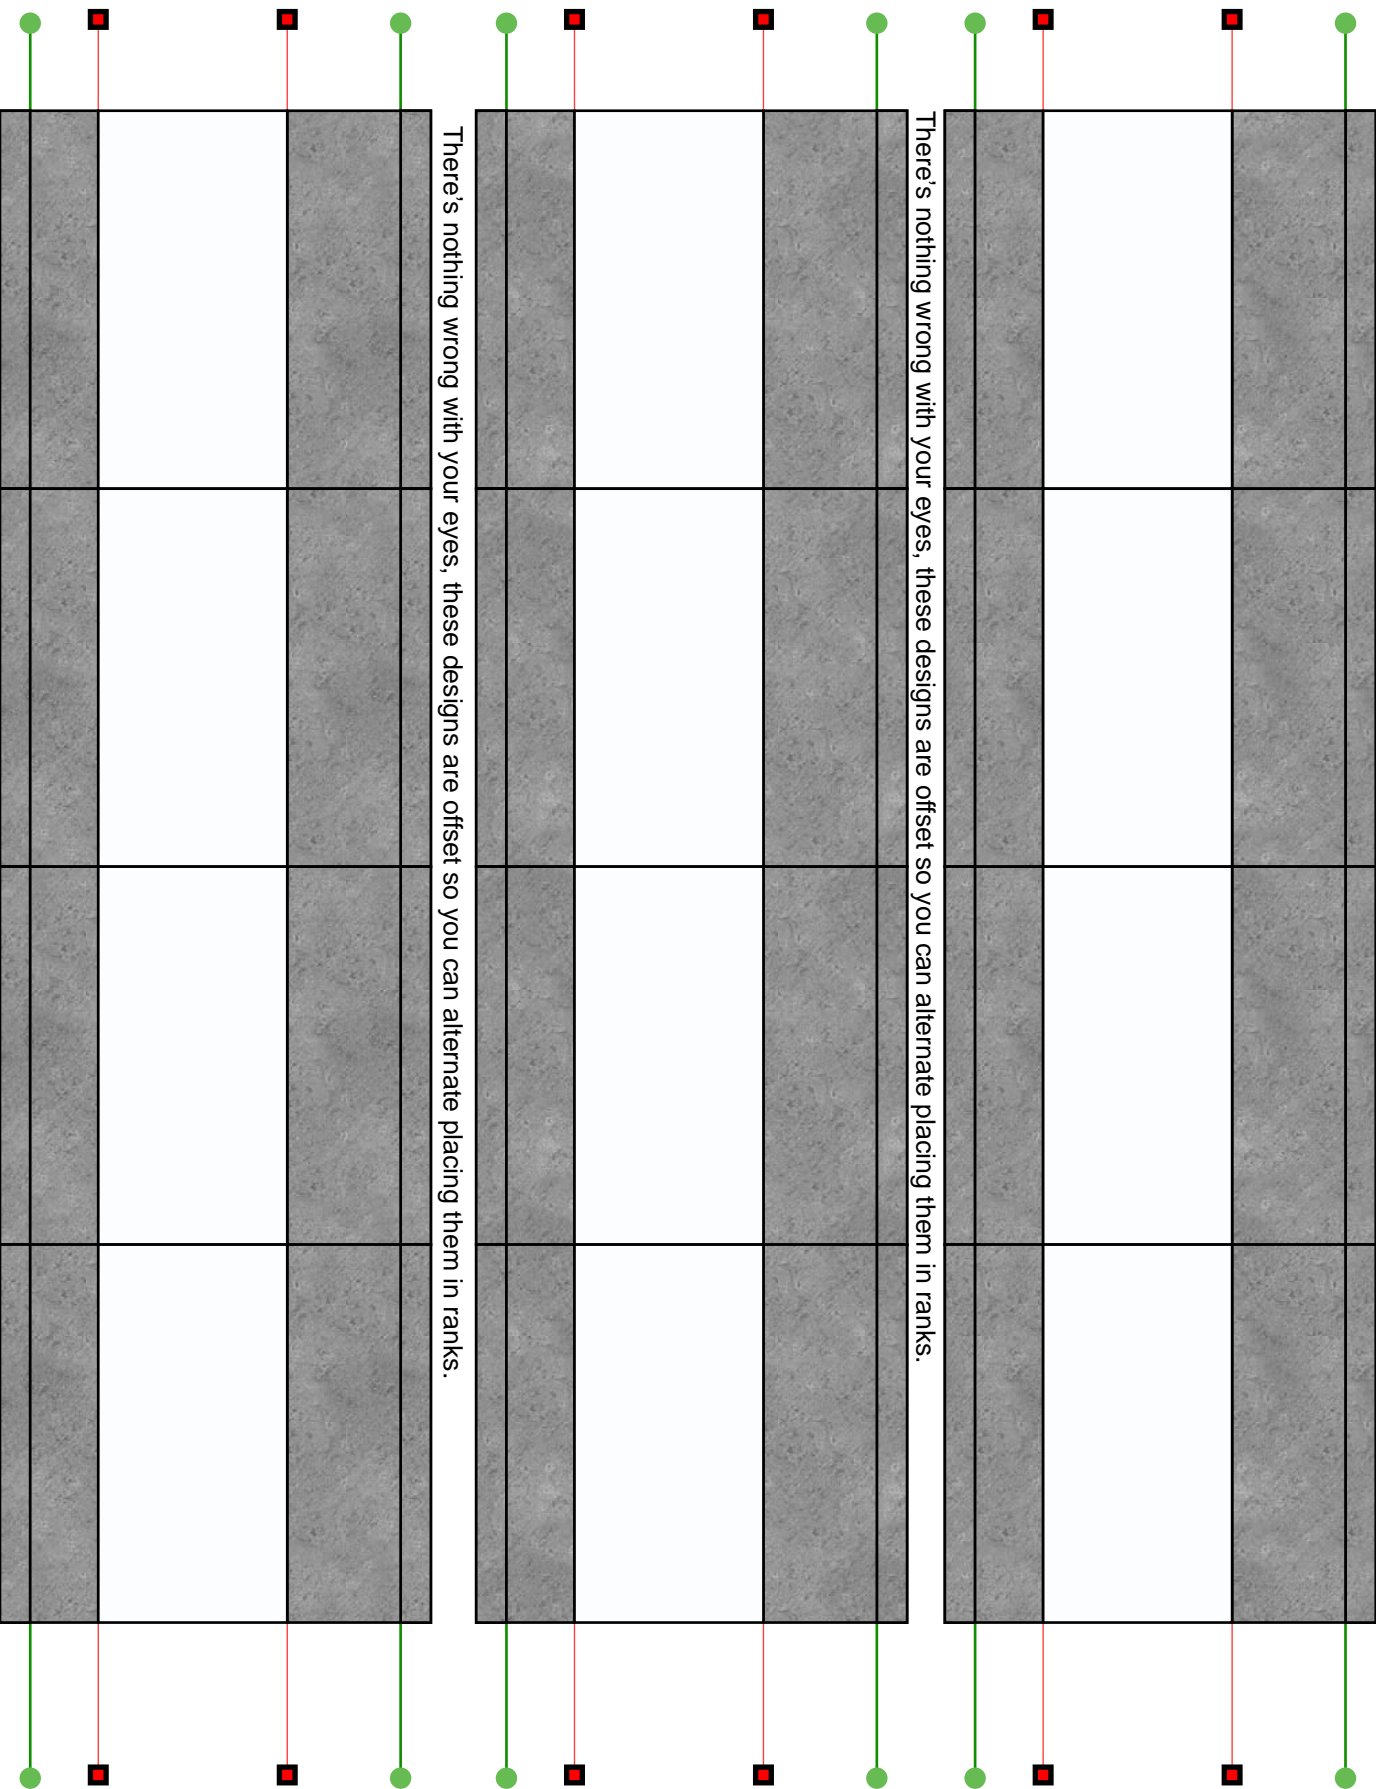 There's nothing wrong with your eyes, these designs are offset so you can alternate placing them in ranks.
There's nothing wrong with your eyes, these designs are offset so you can alternate placing them in ranks.